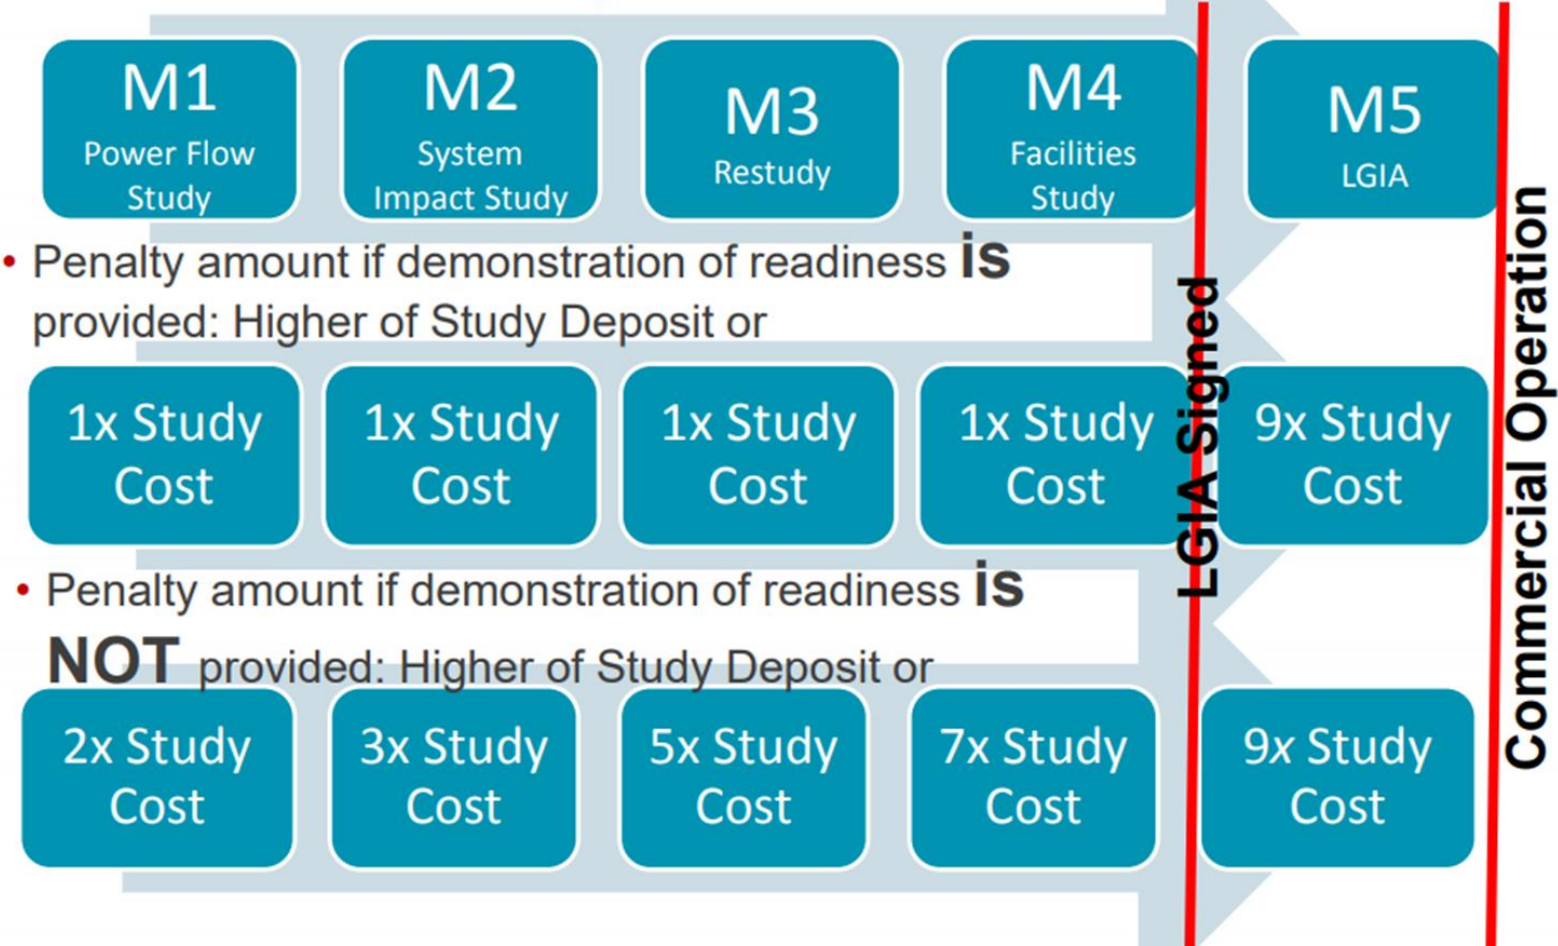 M1
Power Flow
Study
M2
System
Impact Study
M3
Restudy
M4
Facilities
Study
M5
LGIA
• Penalty amount if demonstration of readiness is
provided: Higher of Study Deposit or
1x Study
Cost
1x Study
Cost
1x Study
Cost
1x Study
Cost
9x Study
Cost
• Penalty amount if demonstration of readiness is
NOT provided: Higher of Study Deposit or
2x Study
Cost
3x Study
Cost
5x Study
Cost
7x Study
Cost
9x Study
Cost
LGIA Signed
Commercial Operation